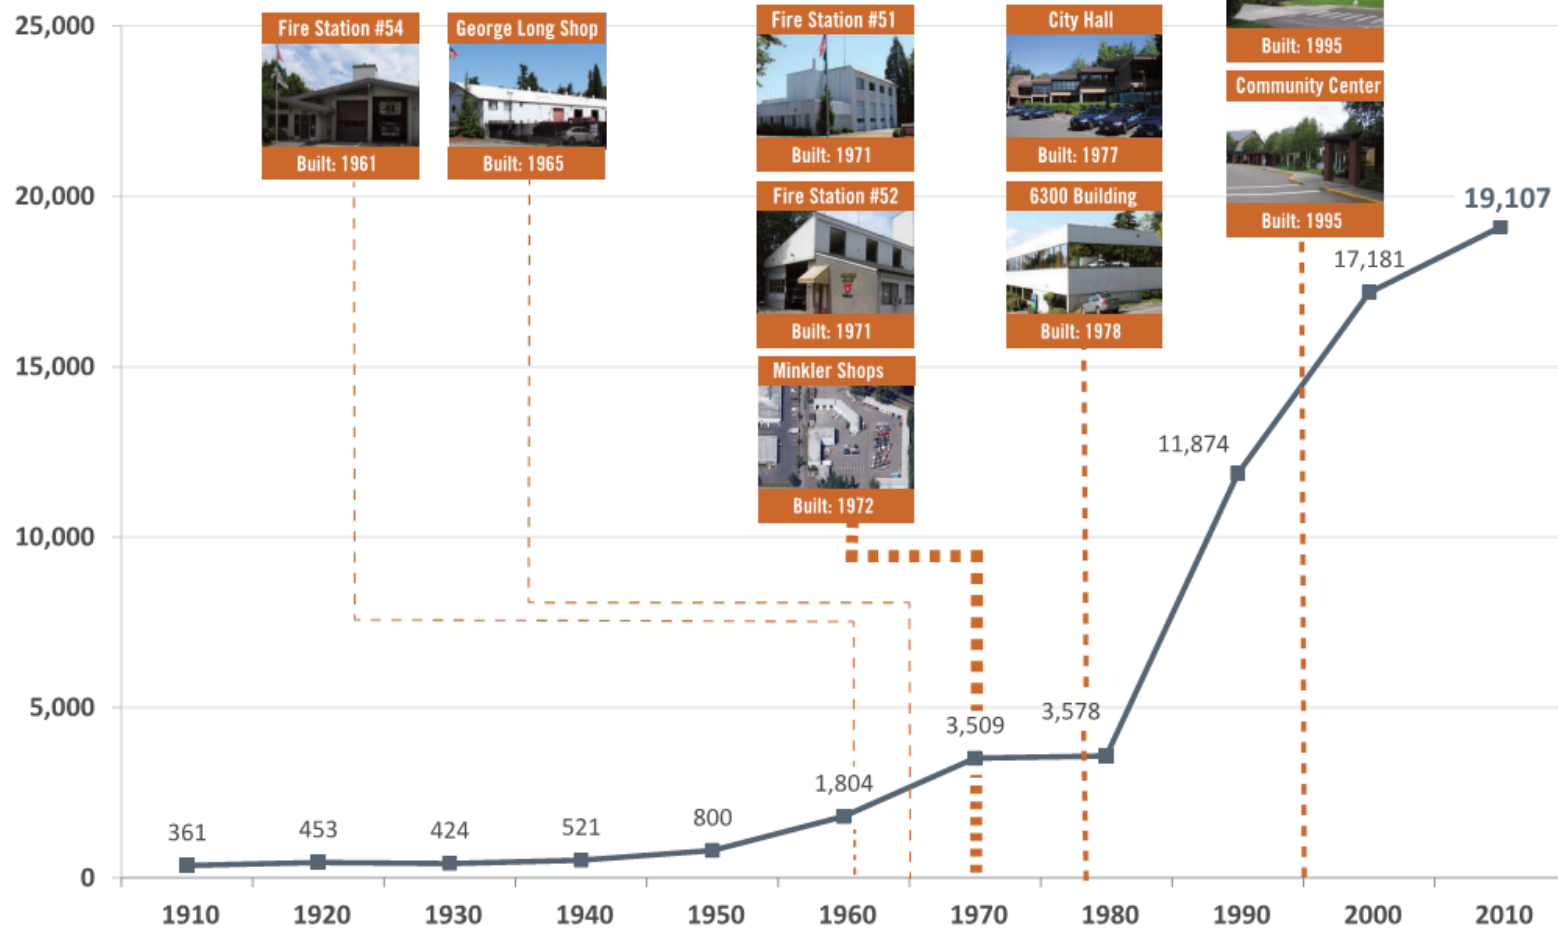 25,000
20,000
15,000
10,000
5,000
0
Fire Station #54
Built: 1961
George Long Shop
Built: 1965
Fire Station #51
Built: 1971
Fire Station #52
Built: 1971
Minkler Shops
Built: 1972
City Hall
Built: 1977
6300 Building
Built: 1978
Built: 1995
Community Center
Built: 1995
361
453
424
521
800
1,804
3,509
3,578
11,874
17,181
19,107
1910
1920
1930
1940
1950
1960
1970
1980
1990
2000
2010